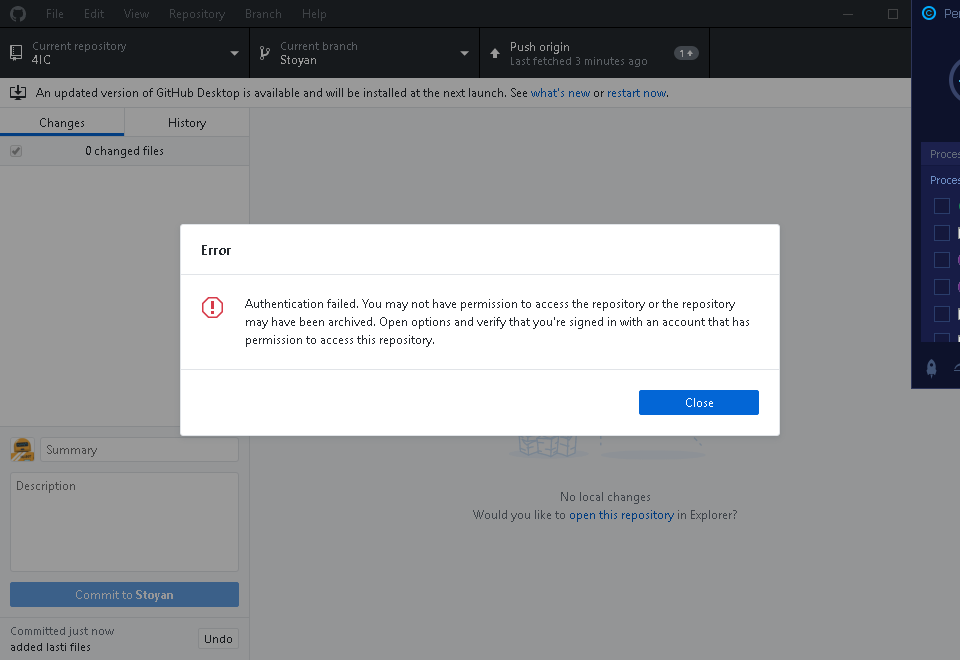 File Edit View Repository Branch Help
Current repository
4IC
Current branch
Stoyan
Push origin
Last fetched 3 minutes ago
1
An updated version of GitHub Desktop is available and will be installed at the next launch. See what's new or restart now.
Changes
History
0 changed files
Error
Authentication failed. You may not have permission to access the repository or the repository
may have been archived. Open options and verify that you're signed in with an account that has
permission to access this repository.
Close
Summary
Description
Commit to Stoyan
Committed just now
added lasti files
Undo
No local changes
Would you like to open this repository in Explorer?
Pe
Proces
Proces